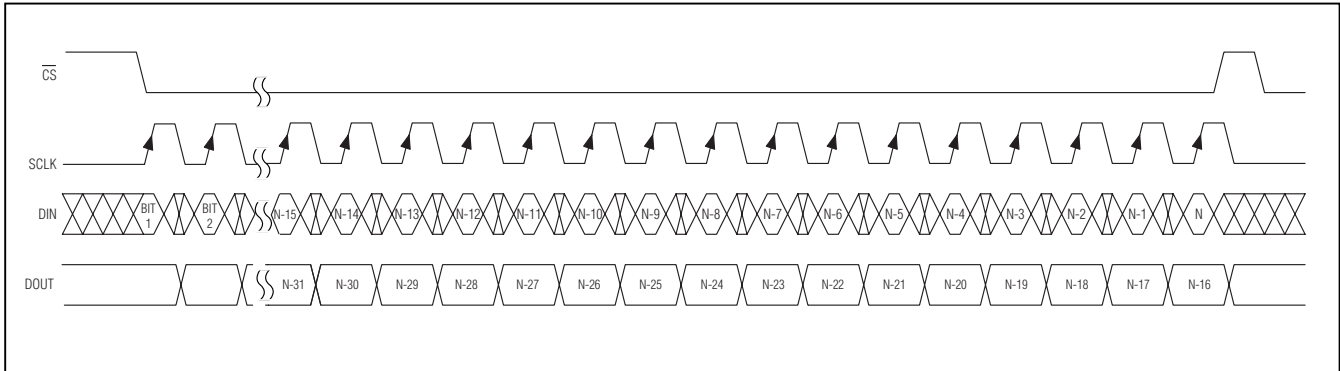 CS
SCLK
DIN BIT 1 BIT 2 N-15 N-14 N-13 N-12 N-11 N-10 N-9 N-8 N-7 N-6 N-5 N-4 N-3 N-2 N-1 N
DOUT N-31 N-30 N-29 N-28 N-27 N-26 N-25 N-24 N-23 N-22 N-21 N-20 N-19 N-18 N-17 N-16